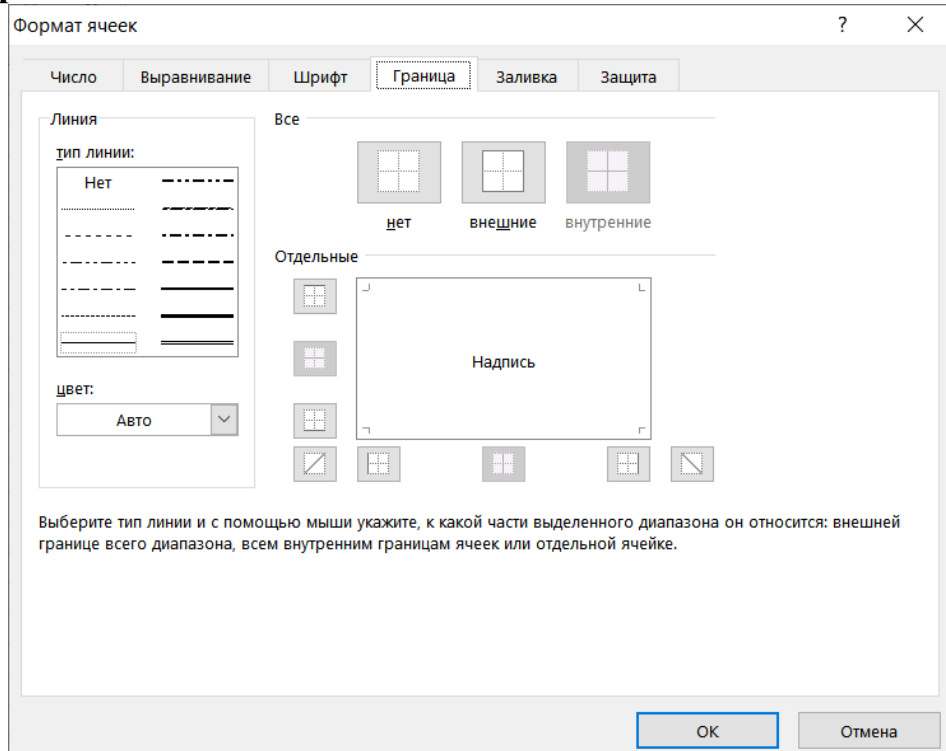 Формат ячеек ?
Число Выравнивание Шрифт Граница Заливка Защита
Линия
тип линии:
Нет
цвет:
Авто
Все
нет внешние внутренние
Отдельные
Надпись
Выберите тип линии и с помощью мыши укажите, к какой части выделенного диапазона он относится: внешней
границе всего диапазона, всем внутренним границам ячеек или отдельной ячейке.
ОК Отмена